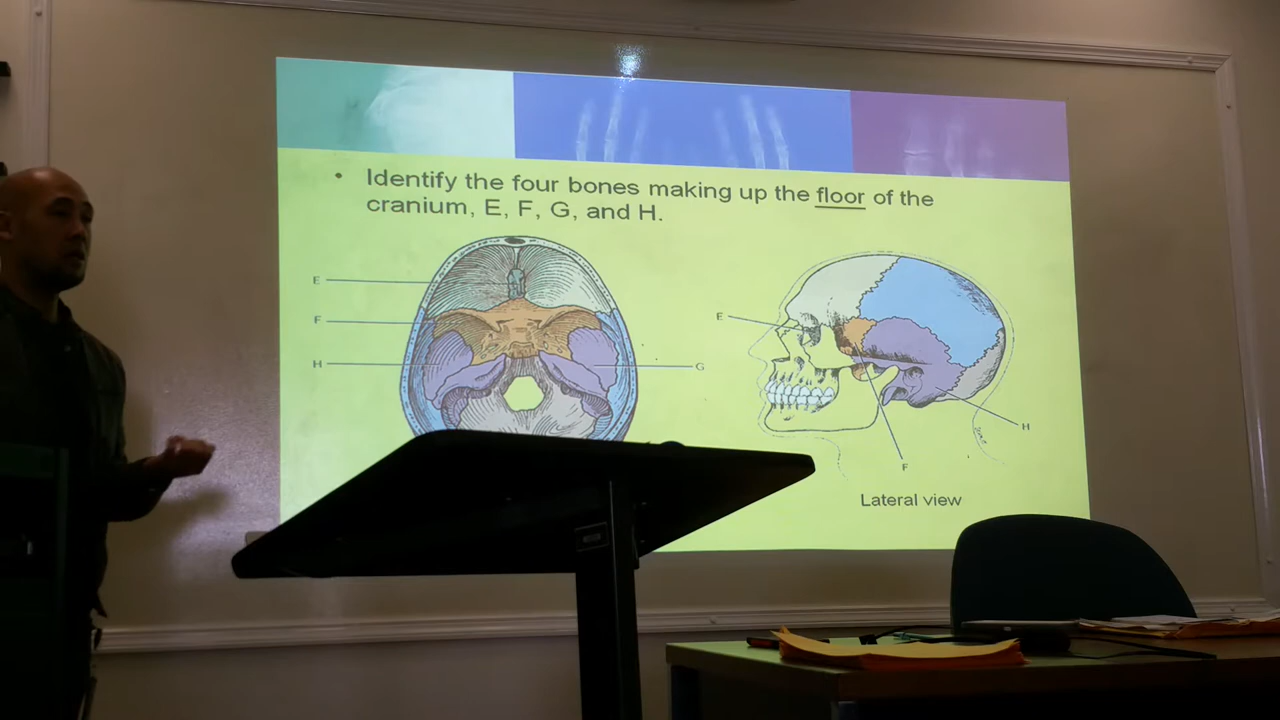 • Identify the four bones making up the floor of the
cranium, E, F, G, and H.
E
F
H
G
E
H
F
Lateral view